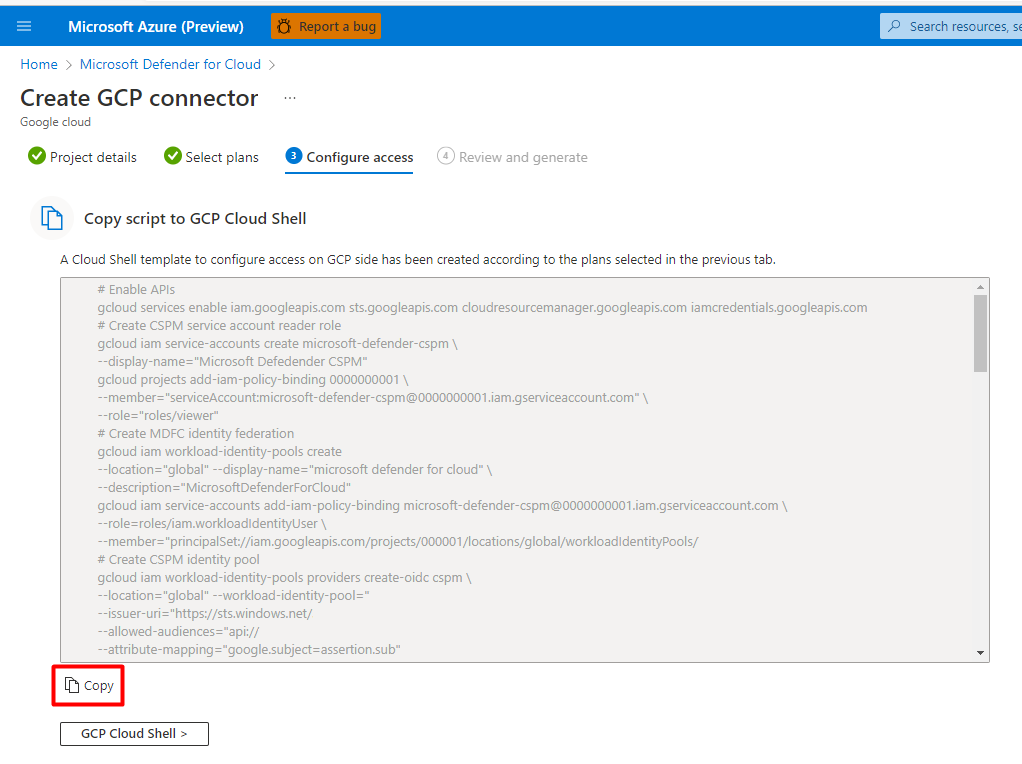 Microsoft Azure (Preview)
Report a bug
Search resources, se
Home > Microsoft Defender for Cloud >
Create GCP connector ...
Google cloud
Project details
Select plans
3 Configure access
4 Review and generate
Copy script to GCP Cloud Shell
A Cloud Shell template to configure access on GCP side has been created according to the plans selected in the previous tab.
# Enable APIs
gcloud services enable iam.googleapis.com sts.googleapis.com cloudresourcemanager.googleapis.com iamcredentials.googleapis.com
# Create CSPM service account reader role
gcloud iam service-accounts create microsoft-defender-cspm \
--display-name="Microsoft Defedender CSPM"
gcloud projects add-iam-policy-binding 0000000001 \
--member="serviceAccount:microsoft-defender-cspm@0000000001.iam.gserviceaccount.com" \
--role="roles/viewer"
# Create MDFC identity federation
gcloud iam workload-identity-pools create
--location="global" --display-name="microsoft defender for cloud" \
--description="MicrosoftDefenderForCloud"
gcloud iam service-accounts add-iam-policy-binding microsoft-defender-cspm@0000000001.iam.gserviceaccount.com \
--role=roles/iam.workloadIdentityUser \
--member="principalSet://iam.googleapis.com/projects/000001/locations/global/workloadIdentityPools/
# Create CSPM identity pool
gcloud iam workload-identity-pools providers create-oidc cspm \
--location="global" --workload-identity-pool="
--issuer-uri="https://sts.windows.net/
--allowed-audiences="api://
--attribute-mapping="google.subject=assertion.sub"
Copy
GCP Cloud Shell >